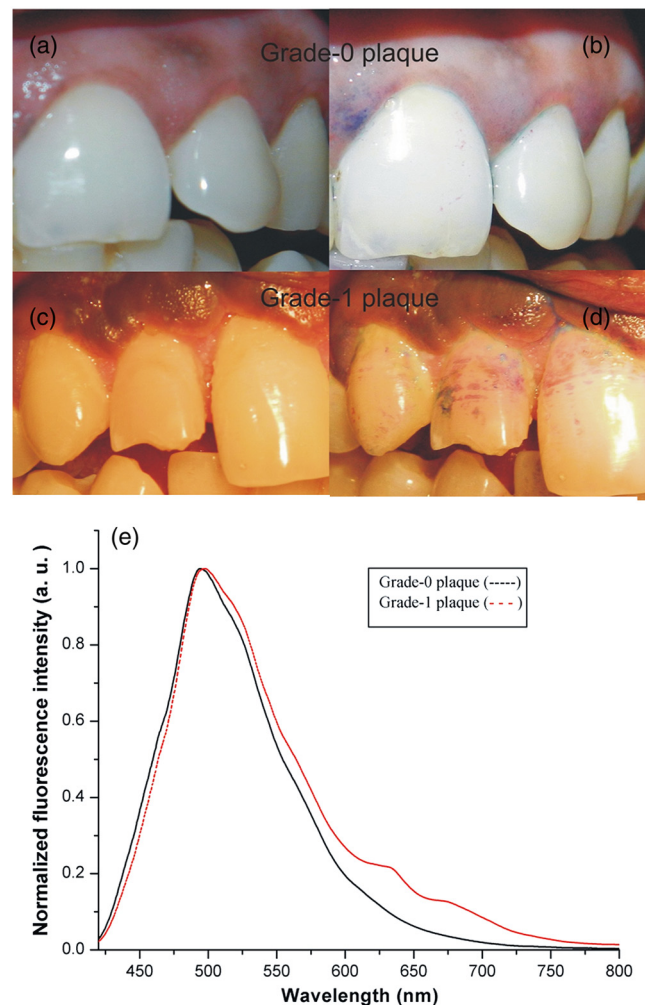 (a)
Grade-0 plaque
(b)
(c)
Grade-1 plaque
(d)
(e)
Grade-0 plaque (-----)
Grade-1 plaque (- - -)
Normalized fluorescence intensity (a. u. )
1.0
0.8
0.6
0.4
0.2
0.0
450 500 550 600 650 700 750 800
Wavelength (nm)